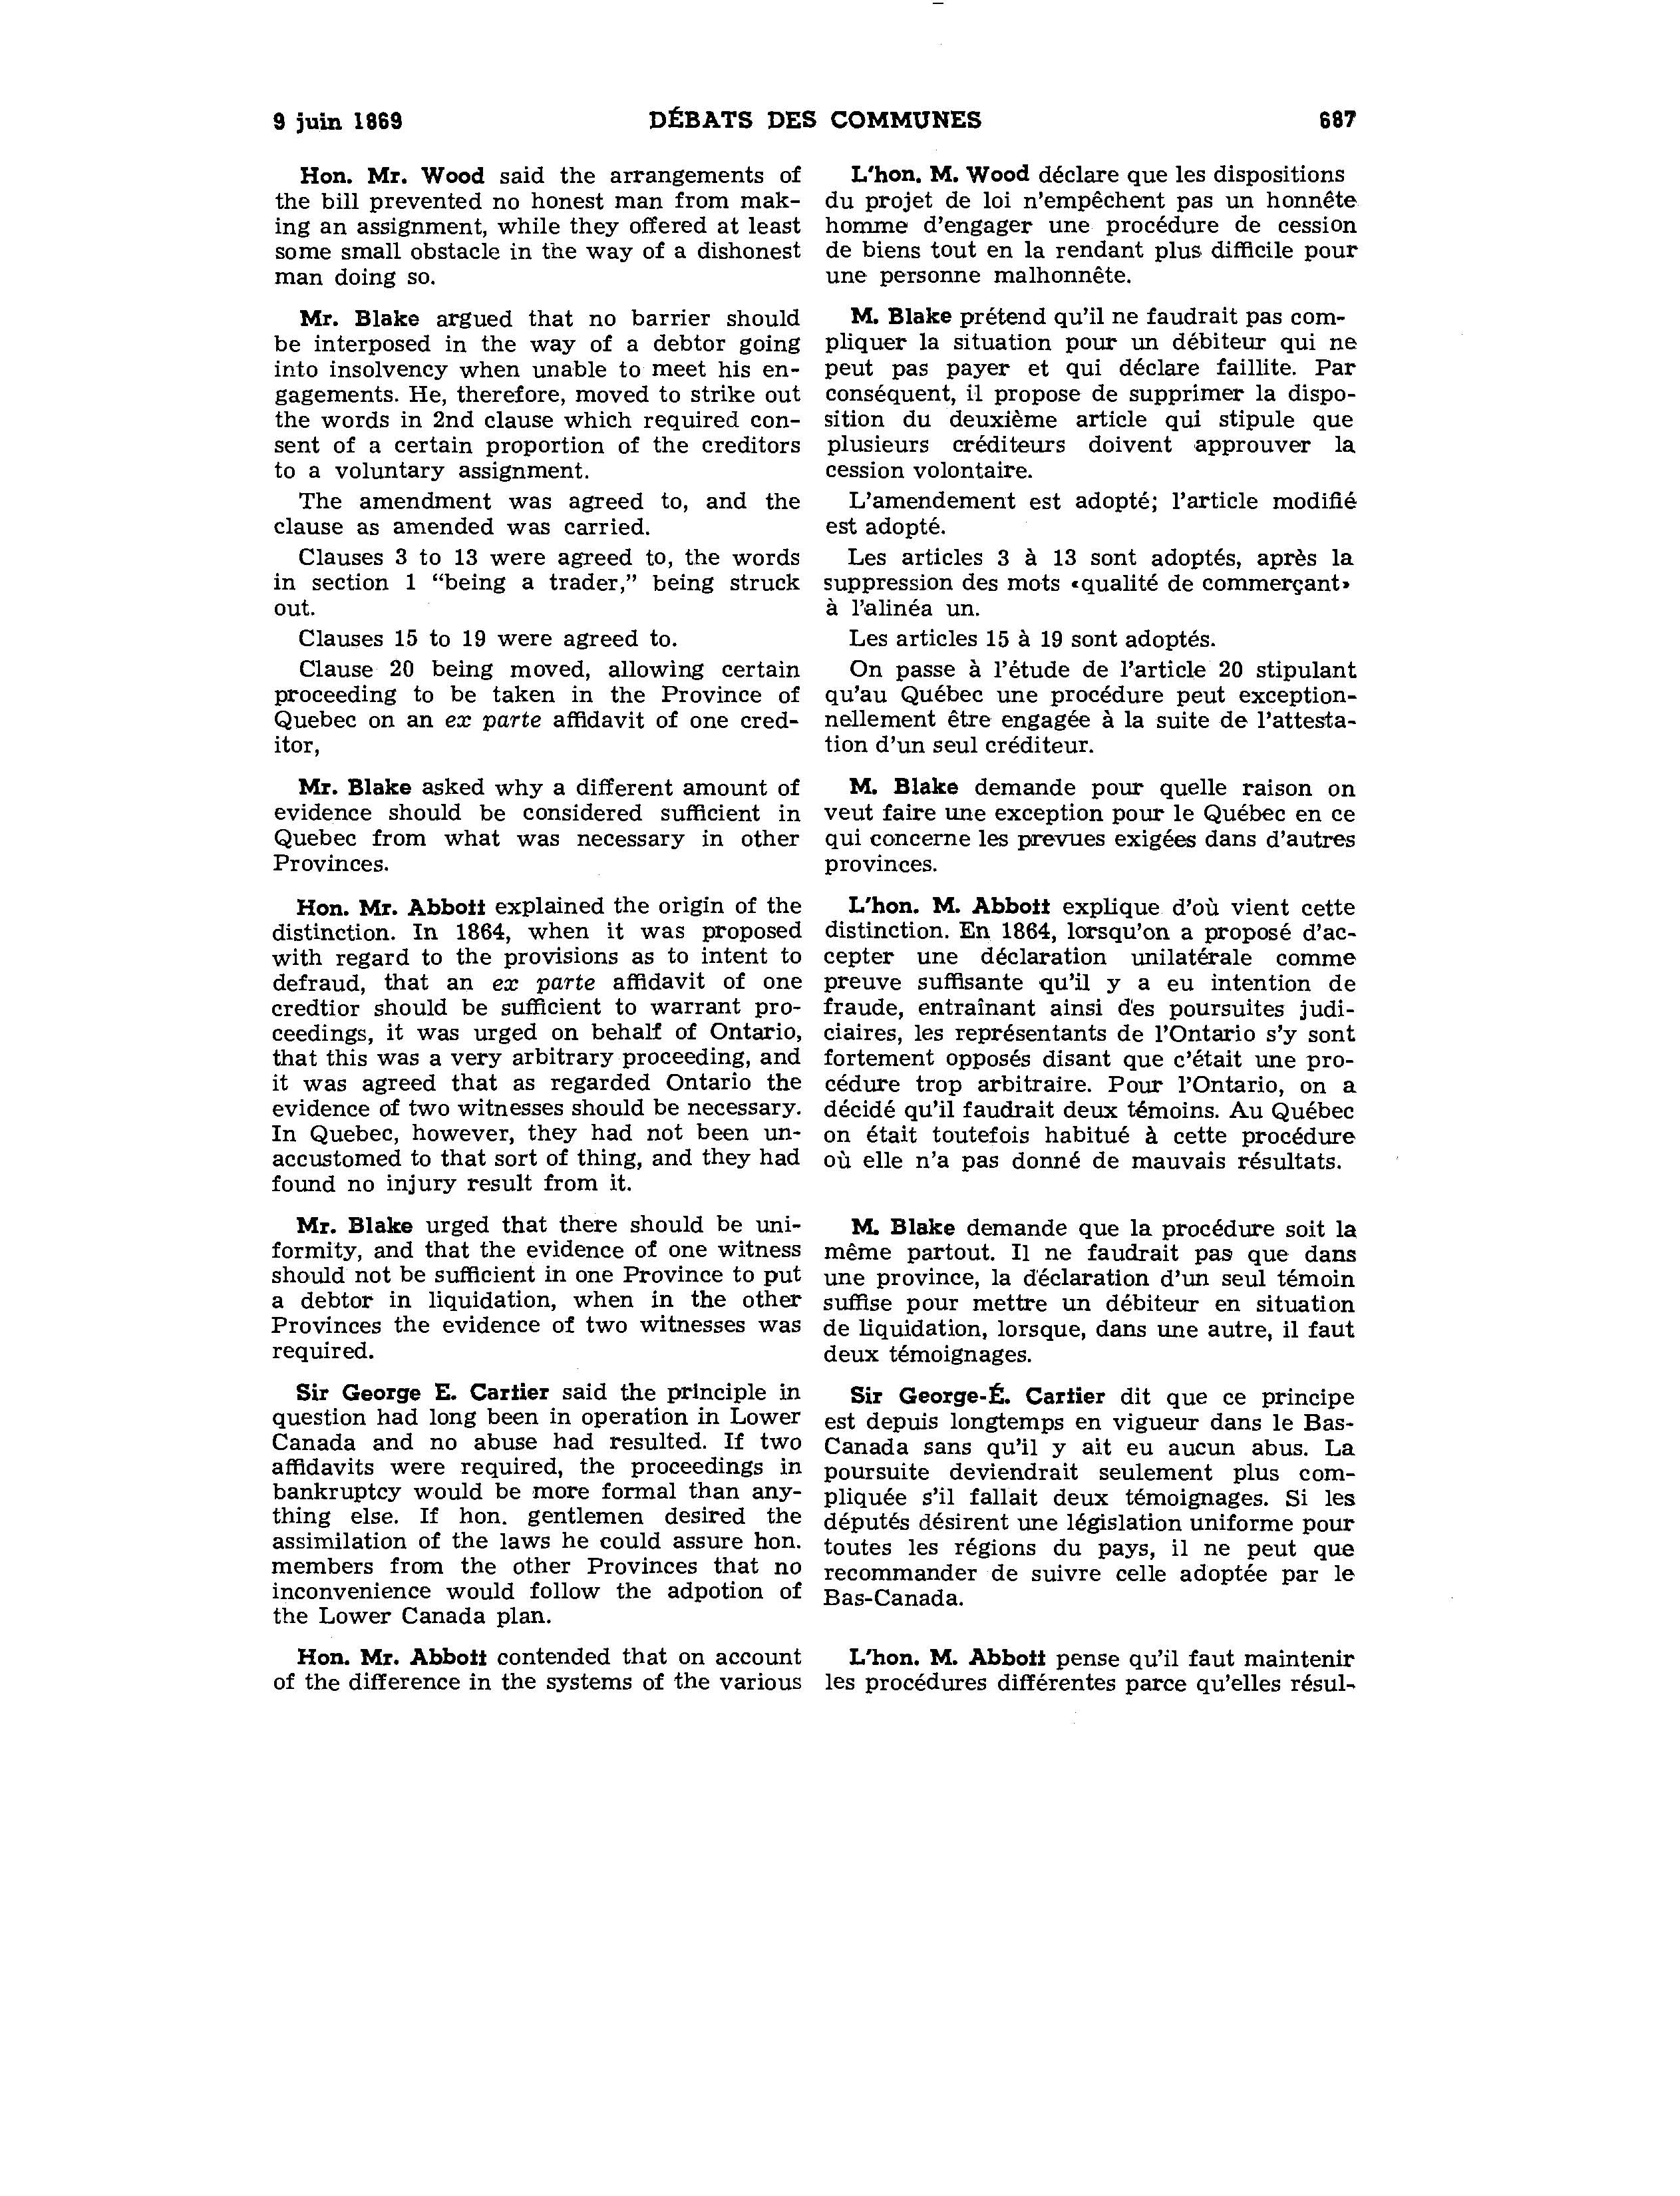 9 juin 1869 DÉBATS DES COMMUNES 687
Hon. Mr. Wood said the arrangements of
the bill prevented no honest man from mak-
ing an assignment, while they offered at least
some small obstacle in the way of a dishonest
man doing so.
Mr. Blake argued that no barrier should
be interposed in the way of a debtor going
into insolvency when unable to meet his en-
gagements. He, therefore, moved to strike out
the words in 2nd clause which required con-
sent of a certain proportion of the creditors
to a voluntary assignment.
The amendment was agreed to, and the
clause as amended was carried.
Clauses 3 to 13 were agreed to, the words
in section 1 “being a trader,” being struck
out.
Clauses 15 to 19 were agreed to.
Clause 20 being moved, allowing certain
proceeding to be taken in the Province of
Quebec on an ex parte affidavit of one cred-
itor,
Mr. Blake asked why a different amount of
evidence should be considered sufficient in
Quebec from what was necessary in other
Provinces.
Hon. Mr. Abbott explained the origin of the
distinction. In 1864, when it was proposed
with regard to the provisions as to intent to
defraud, that an ex parte affidavit of one
credtior should be sufficient to warrant pro-
ceedings, it was urged on behalf of Ontario,
that this was a very arbitrary proceeding, and
it was agreed that as regarded Ontario the
evidence of two witnesses should be necessary.
In Quebec, however, they had not been un-
accustomed to that sort of thing, and they had
found no injury result from it.
Mr. Blake urged that there should be uni-
formity, and that the evidence of one witness
should not be sufficient in one Province to put
a debtor in liquidation, when in the other
Provinces the evidence of two witnesses was
required.
Sir George E. Cartier said the principle in
question had long been in operation in Lower
Canada and no abuse had resulted. If two
affidavits were required, the proceedings in
bankruptcy would be more formal than any-
thing else. If hon. gentlemen desired the
assimilation of the laws he could assure hon.
members from the other Provinces that no
inconvenience would follow the adpotion of
the Lower Canada plan.
Hon. Mr. Abbott contended that on account
of the difference in the systems of the various
L'hon. M. Wood déclare que les dispositions
du projet de loi n'empêchent pas un honnête
homme d'engager une procédure de cession
de biens tout en la rendant plus difficile pour
une personne malhonnête.
M. Blake prétend qu'il ne faudrait pas com-
pliquer la situation pour un débiteur qui ne
peut pas payer et qui déclare faillite. Par
conséquent, il propose de supprimer la dispo-
sition du deuxième article qui stipule que
plusieurs créditeurs doivent approuver la
cession volontaire.
L'amendement est adopté; l'article modifié
est adopté.
Les articles 3 à 13 sont adoptés, après la
suppression des mots «qualité de commerçant»
à l'alinéa un.
Les articles 15 à 19 sont adoptés.
On passe à l'étude de l'article 20 stipulant
qu'au Québec une procédure peut exception-
nellement être engagée à la suite de l'attesta-
tion d'un seul créditeur.
M. Blake demande pour quelle raison on
veut faire une exception pour le Québec en ce
qui concerne les prevues exigées dans d'autres
provinces.
L'hon. M. Abbott explique d'où vient cette
distinction. En 1864, lorsqu'on a proposé d'ac-
cepter une déclaration unilatérale comme
preuve suffisante qu'il y a eu intention de
fraude, entraînant ainsi des poursuites judi-
ciaires, les représentants de l'Ontario s'y sont
fortement opposés disant que c'était une pro-
cédure trop arbitraire. Pour l'Ontario, on a
décidé qu'il faudrait deux témoins. Au Québec
on était toutefois habitué à cette procédure
où elle n'a pas donné de mauvais résultats.
M. Blake demande que la procédure soit la
même partout. Il ne faudrait pas que dans
une province, la déclaration d'un seul témoin
suffise pour mettre un débiteur en situation
de liquidation, lorsque, dans une autre, il faut
deux témoignages.
Sir George-É. Cartier dit que ce principe
est depuis longtemps en vigueur dans le Bas-
Canada sans qu'il y ait eu aucun abus. La
poursuite deviendrait seulement plus com-
pliquée s'il fallait deux témoignages. Si les
députés désirent une législation uniforme pour
toutes les régions du pays, il ne peut que
recommander de suivre celle adoptée par le
Bas-Canada.
L'hon. M. Abbott pense qu'il faut maintenir
les procédures différentes parce qu'elles résul-